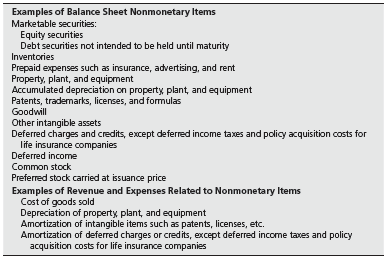 Examples of Balance Sheet Nonmonetary Items
Marketable securities:
Equity securities
Debt securities not intended to be held until maturity
Inventories
Prepaid expenses such as insurance, advertising, and rent
Property, plant, and equipment
Accumulated depreciation on property, plant, and equipment
Patents, trademarks, licenses, and formulas
Goodwill
Other intangible assets
Deferred charges and credits, except deferred income taxes and policy acquisition costs for
life insurance companies
Deferred income
Common stock
Preferred stock carried at issuance price
Examples of Revenue and Expenses Related to Nonmonetary Items
Cost of goods sold
Depreciation of property, plant, and equipment
Amortization of intangible items such as patents, licenses, etc.
Amortization of deferred charges or credits, except deferred income taxes and policy
acquisition costs for life insurance companies